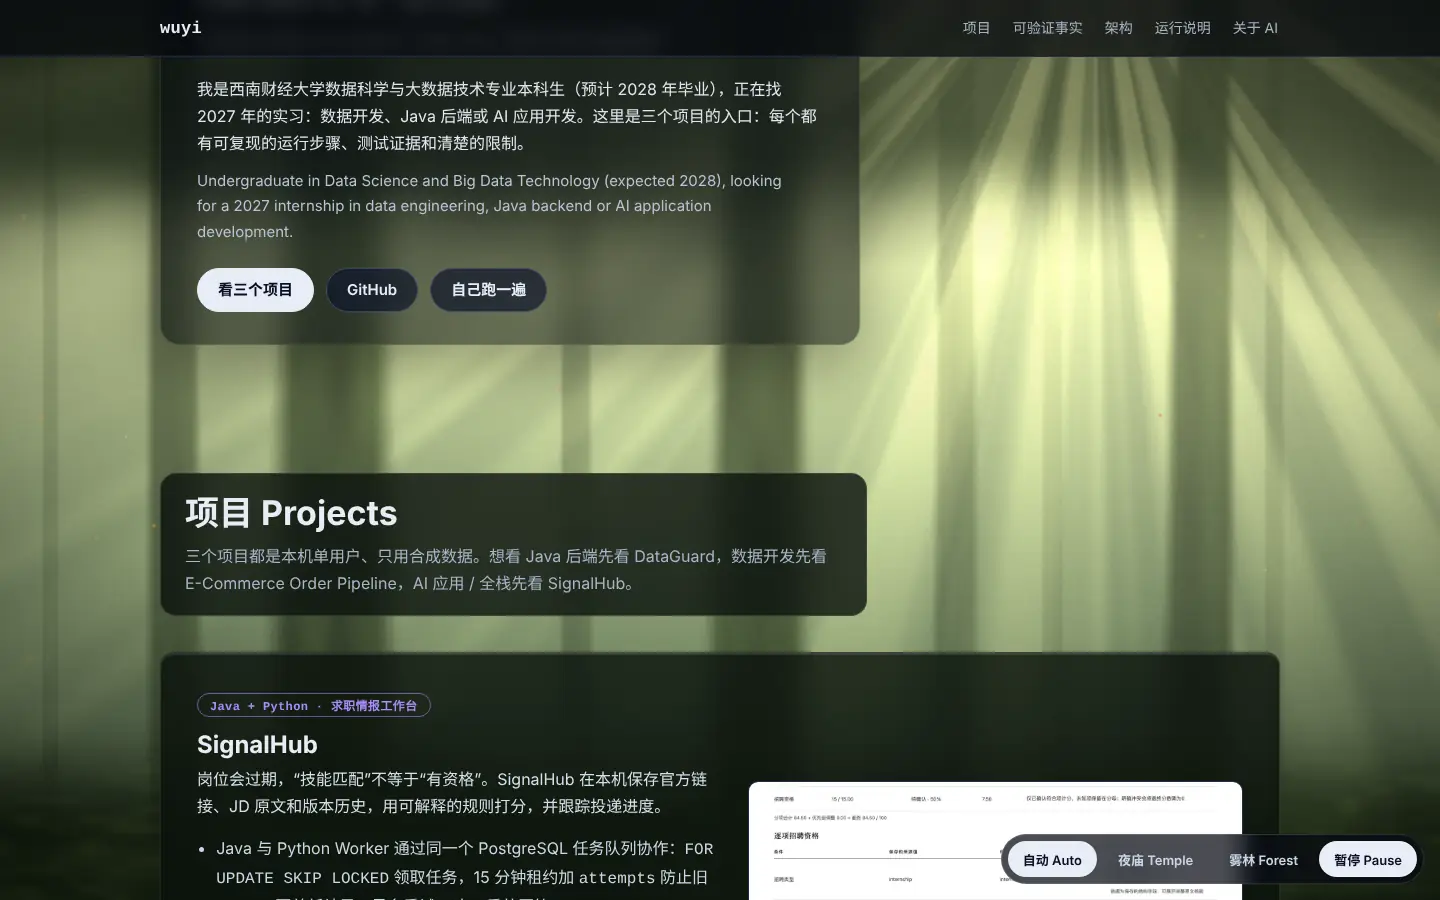 wuyi
项目 可验证事实 架构 运行说明 关于 AI
我是西南财经大学数据科学与大数据技术专业本科生（预计 2028 年毕业），正在找
2027 年的实习：数据开发、Java 后端或 AI 应用开发。这里是三个项目的入口：每个都
有可复现的运行步骤、测试证据和清楚的限制。
Undergraduate in Data Science and Big Data Technology (expected 2028), looking
for a 2027 internship in data engineering, Java backend or AI application
development.
看三个项目 GitHub 自己跑一遍
项目 Projects
三个项目都是本机单用户、只用合成数据。想看 Java 后端先看 DataGuard，数据开发先看
E-Commerce Order Pipeline，AI 应用 / 全栈先看 SignalHub。
Java + Python · 求职情报工作台
SignalHub
岗位会过期，“技能匹配”不等于“有资格”。SignalHub 在本机保存官方链
接、JD 原文和版本历史，用可解释的规则打分，并跟踪投递进度。
• Java 与 Python Worker 通过同一个 PostgreSQL 任务队列协作：FOR
UPDATE SKIP LOCKED 领取任务，15 分钟租约加 attempts 防止旧
15 / 15.00
7.50
逐项招聘资格
招聘类型 internship
自动 Auto 夜庙 Temple 雾林 Forest 暂停 Pause